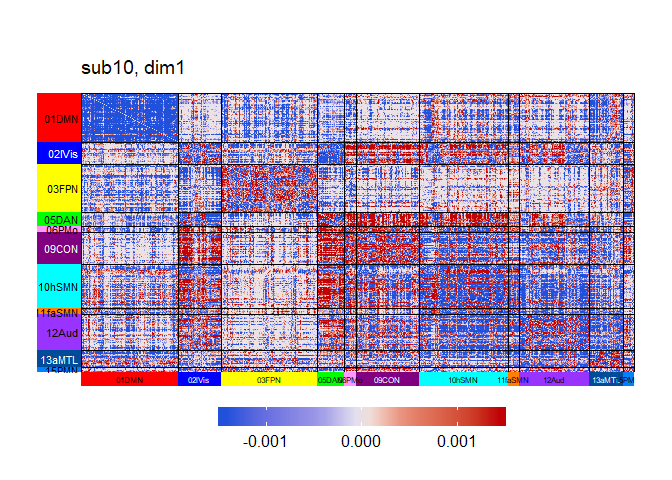 sub10, dim1
01DMN
02lVis
03FPN
05DAN
09CON
10hSMN
11faSMN
12Aud
13aMTL
15PMN
01DMN
02lVis
03FPN
05DAN
09CON
10hSMN
11faSMN
12Aud
13aMTL
-0.001 0.000 0.001